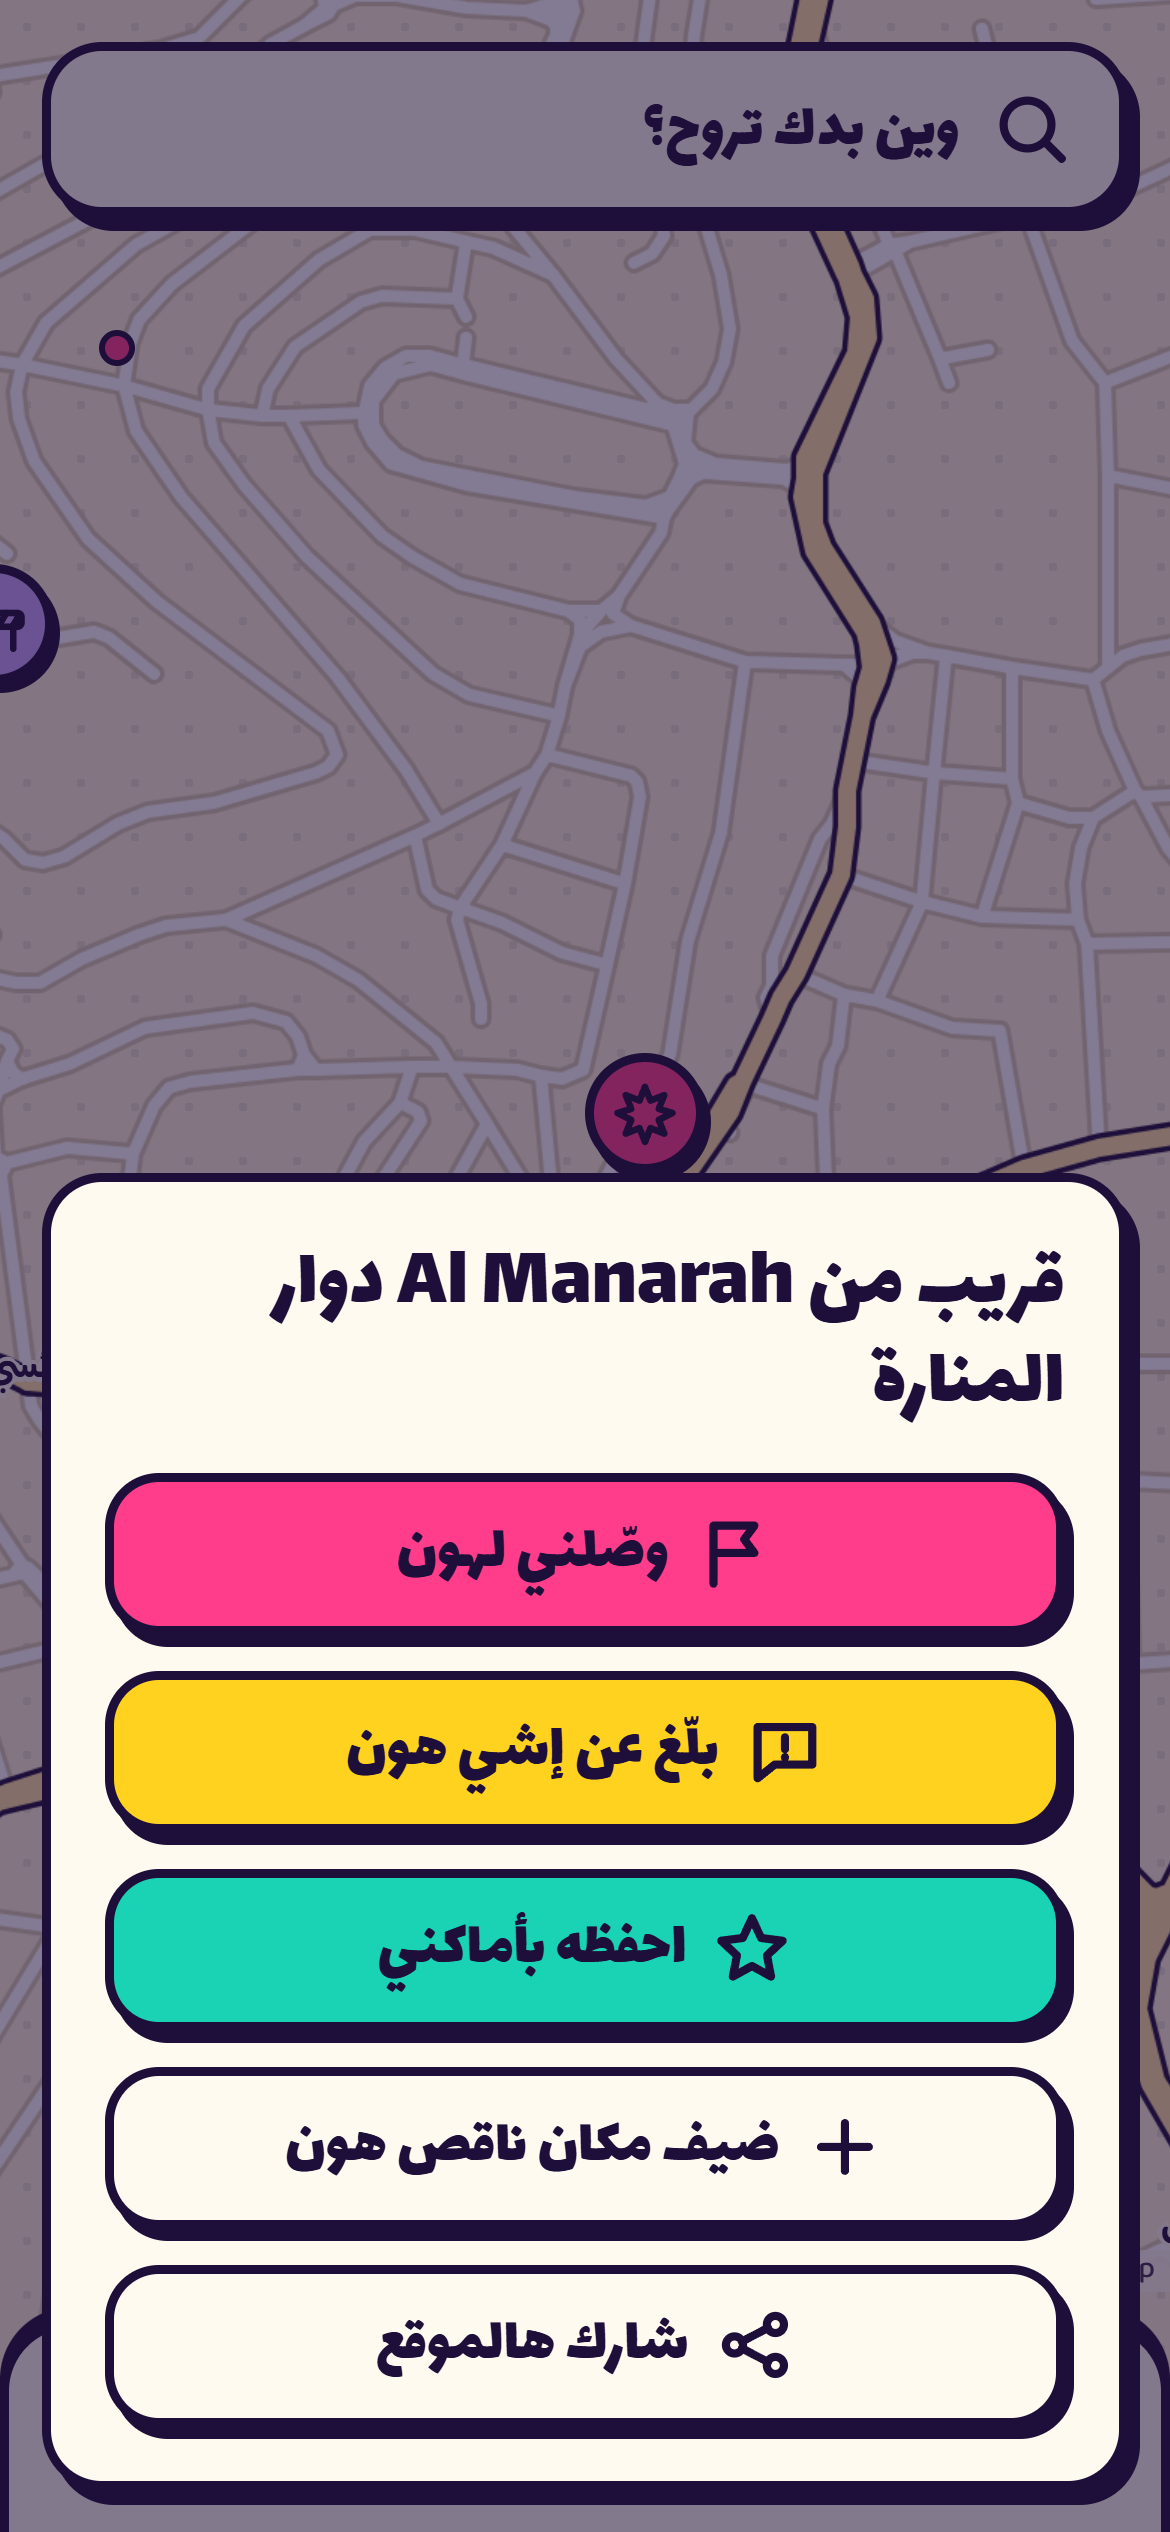 وين بدك تروح؟
قريب من Al Manarah دوار
المنارة
وصّلني لهون
بلّغ عن إشي هون
احفظه بأماكني
ضيف مكان ناقص هون
شارك هالموقع